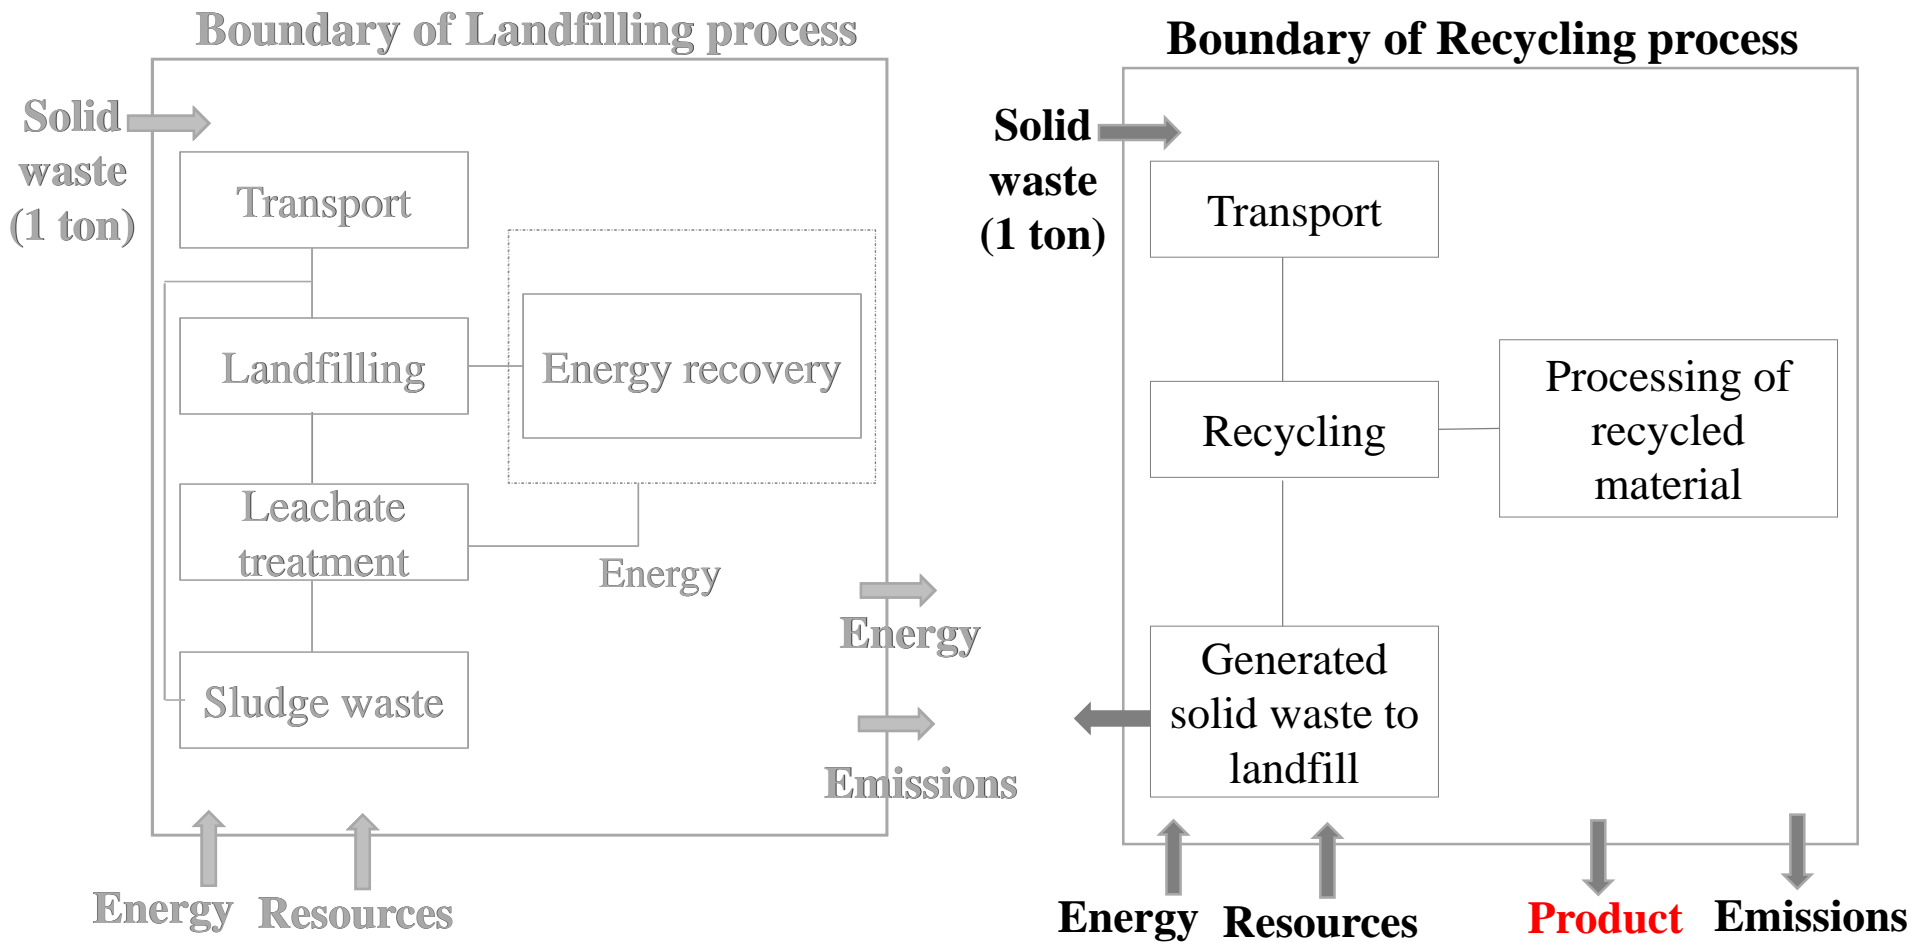 Boundary of Landfilling process
Solid
waste
(1 ton)
Transport
Landfilling
Energy recovery
Leachate
treatment
Energy
Sludge waste
Energy
Emissions
Energy
Resources
Boundary of Recycling process
Solid
waste
(1 ton)
Transport
Recycling
Processing of
recycled
material
Generated
solid waste to
landfill
Energy
Resources
Product
Emissions